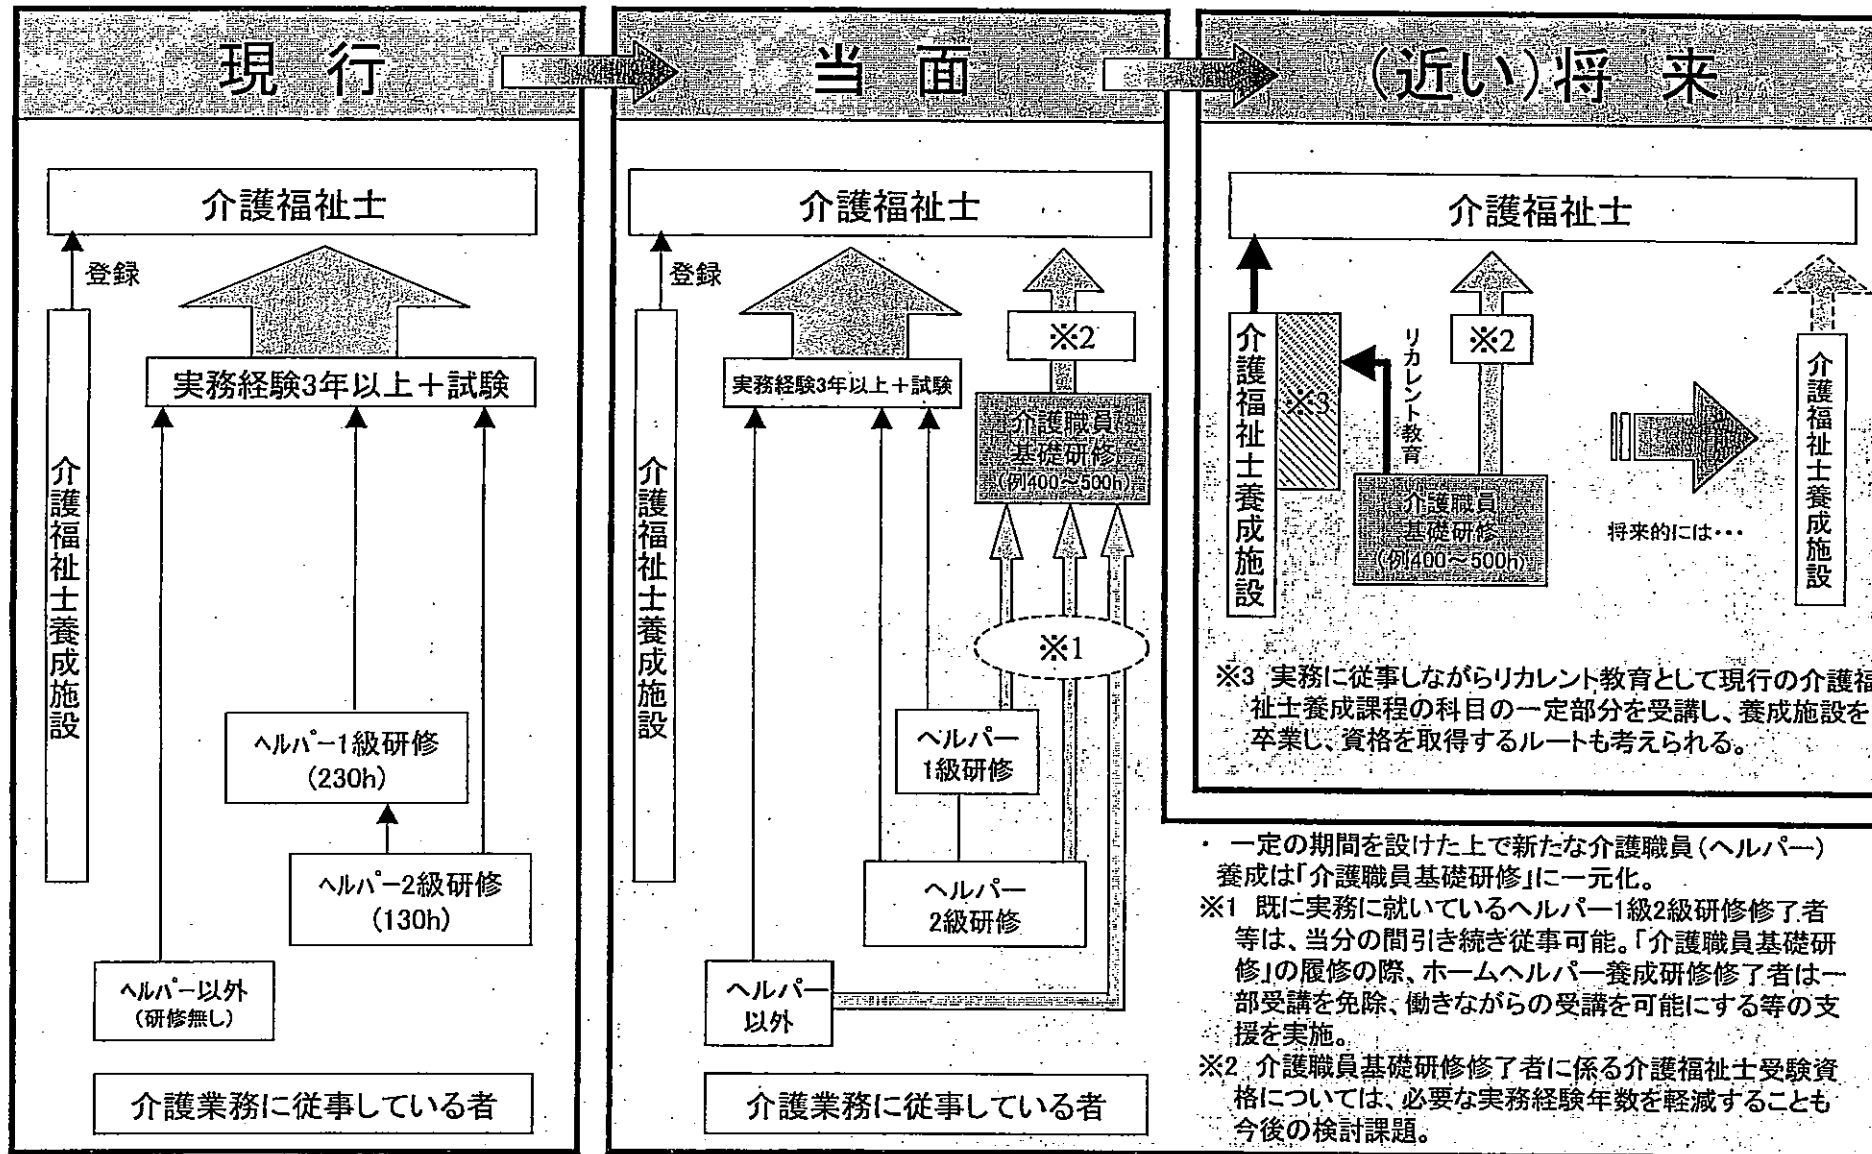 現 行
介護福祉士
登録
実務経験3年以上＋試験
介護福祉士養成施設
ヘルパー1級研修
(230h)
ヘルパー2級研修
(130h)
ヘルパー以外
(研修無し)
介護業務に従事している者
当 面
介護福祉士
登録
※2
実務経験3年以上＋試験
介護職員
基礎研修
(例400～500h)
介護福祉士養成施設
※1
ヘルパー
1級研修
ヘルパー
2級研修
ヘルパー
以外
介護業務に従事している者
(近い)将 来
介護福祉士
介護福祉士養成施設
※3
リカレント教育
※2
介護職員
基礎研修
(例400～500h)
将来的には・・・
介護福祉士養成施設
※3 実務に従事しながらリカレント教育として現行の介護福
祉士養成課程の科目の一定部分を受講し、養成施設を
卒業し、資格を取得するルートも考えられる。
・ 一定の期間を設けた上で新たな介護職員(ヘルパー)
養成は「介護職員基礎研修」に一元化。
※1 既に実務に就いているヘルパー1級2級研修修了者
等は、当分の間引き続き従事可能。「介護職員基礎研
修」の履修の際、ホームヘルパー養成研修修了者は一
部受講を免除、働きながらの受講を可能にする等の支
援を実施。
※2 介護職員基礎研修修了者に係る介護福祉士受験資
格については、必要な実務経験年数を軽減することも
今後の検討課題。